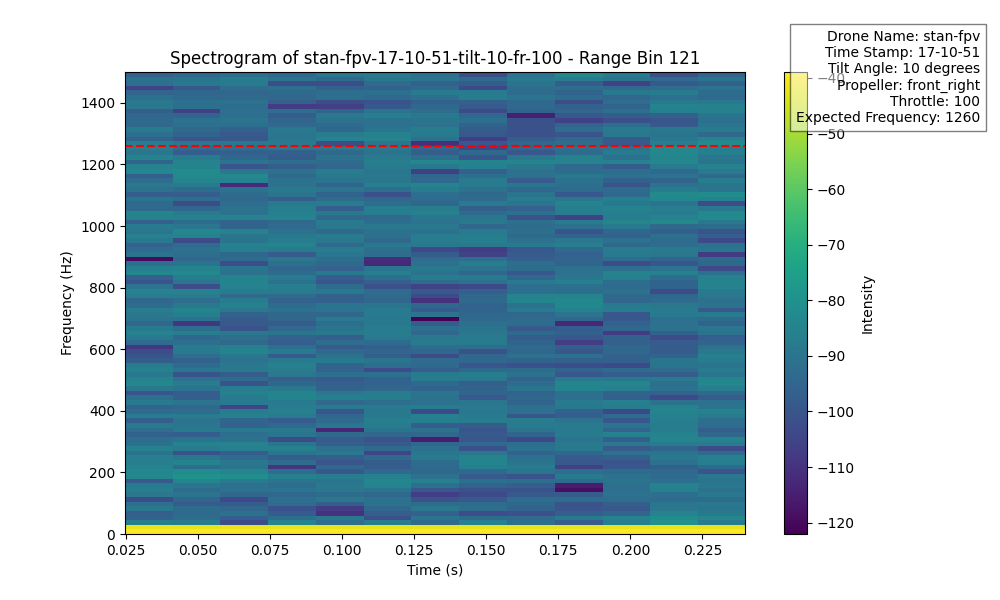 Spectrogram of stan-fpv-17-10-51-tilt-10-fr-100 - Range Bin 121
Drone Name: stan-fpv
Time Stamp: 17-10-51
Tilt Angle: 10 degrees
Propeller: front_right
Throttle: 100
Expected Frequency: 1260
Frequency (Hz)
1400
1200
1000
800
600
400
200
0
0.025
0.050
0.075
0.100
0.125
0.150
0.175
0.200
0.225
Time (s)
−40
−50
−60
−70
−80
−90
−100
−110
−120
Intensity